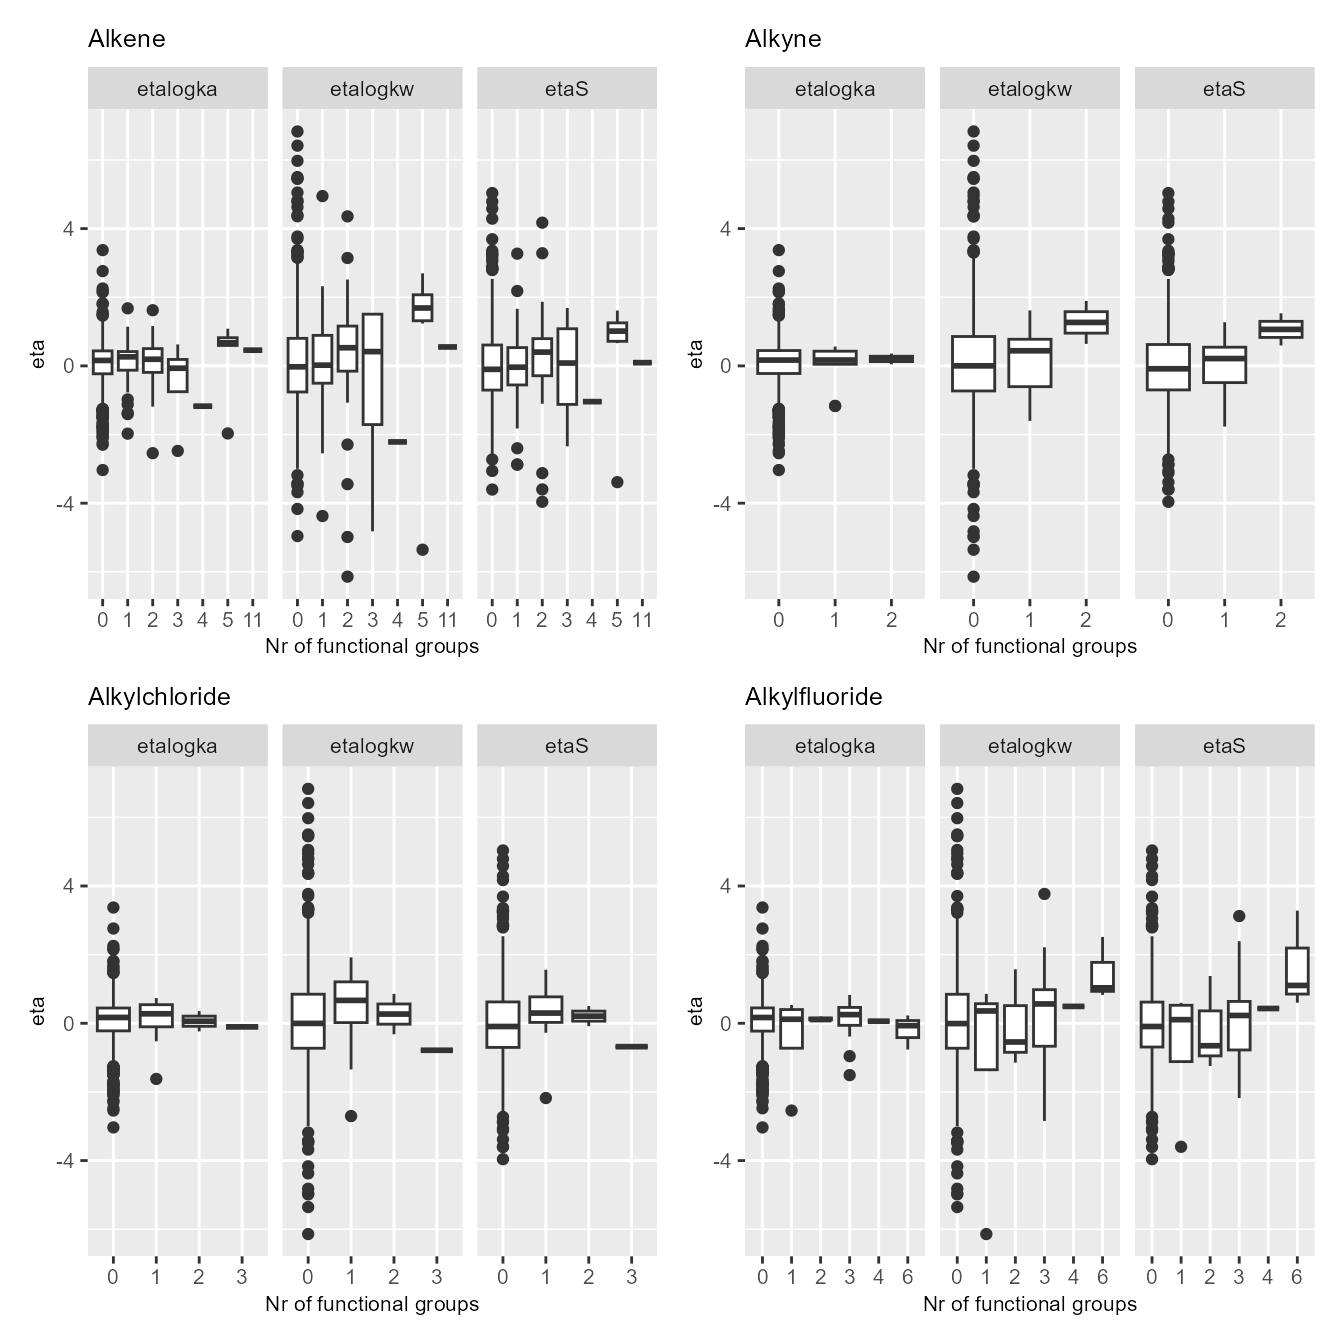 Alkene
etalogka etalogkw etaS
eta
4
0
-4
0 1 2 3 4 5 11 0 1 2 3 4 5 11 0 1 2 3 4 5 11
Nr of functional groups
Alkyne
etalogka etalogkw etaS
eta
4
0
-4
0 1 2 0 1 2 0 1 2
Nr of functional groups
Alkylchloride
etalogka etalogkw etaS
eta
4
0
-4
0 1 2 3 0 1 2 3 0 1 2 3
Nr of functional groups
Alkylfluoride
etalogka etalogkw etaS
eta
4
0
-4
0 1 2 3 4 6 0 1 2 3 4 6 0 1 2 3 4 6
Nr of functional groups